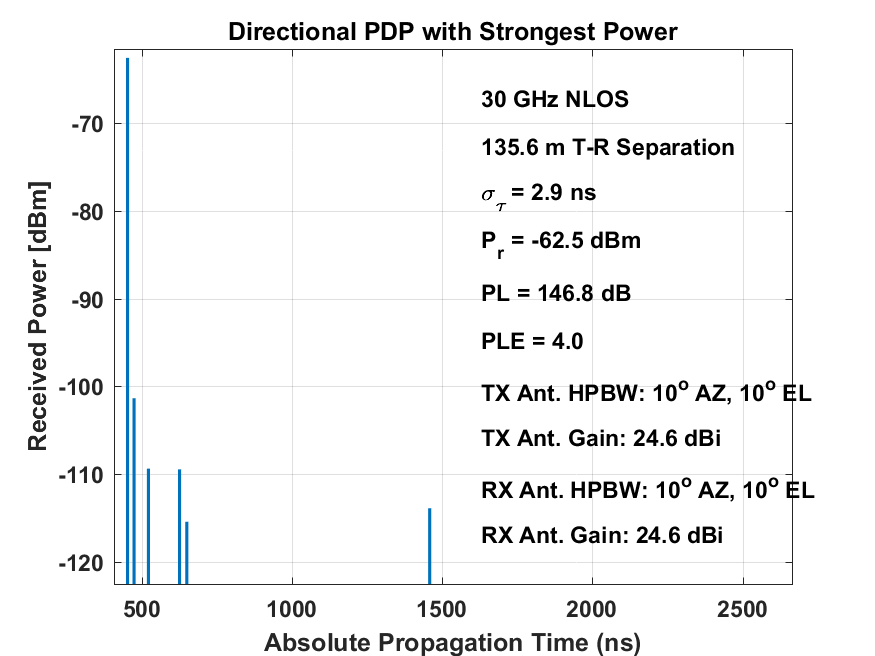 Directional PDP with Strongest Power
Received Power [dBm]
-70
-80
-90
-100
-110
-120
30 GHz NLOS
135.6 m T-R Separation
σ_τ = 2.9 ns
P_r = -62.5 dBm
PL = 146.8 dB
PLE = 4.0
TX Ant. HPBW: 10° AZ, 10° EL
TX Ant. Gain: 24.6 dBi
RX Ant. HPBW: 10° AZ, 10° EL
RX Ant. Gain: 24.6 dBi
500 1000 1500 2000 2500
Absolute Propagation Time (ns)